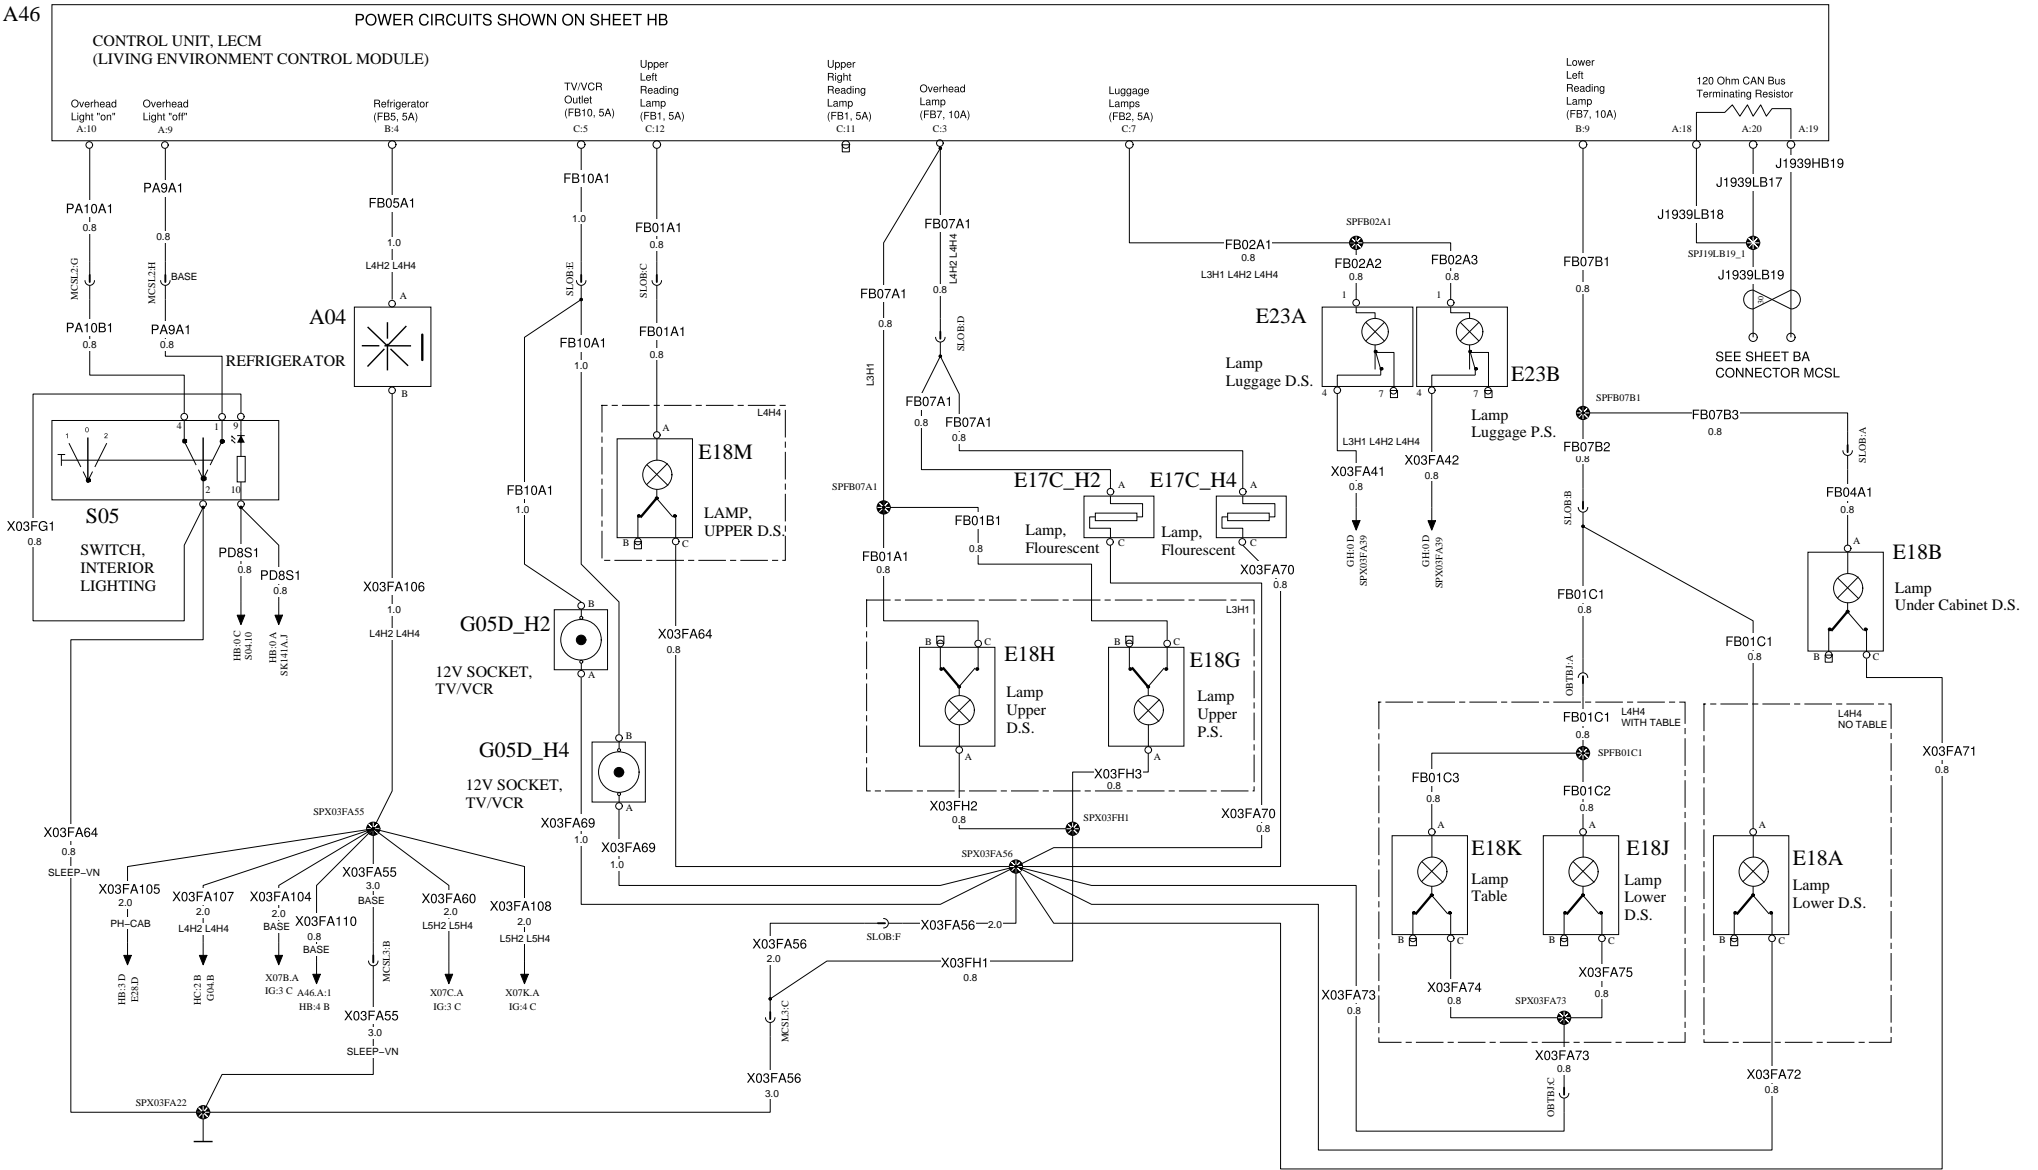 A46
POWER CIRCUITS SHOWN ON SHEET HB
CONTROL UNIT, LECM
(LIVING ENVIRONMENT CONTROL MODULE)
Overhead
Light "on"
A:10
Overhead
Light "off"
A:9
Refrigerator
(FB5, 5A)
B:4
TV/VCR
Outlet
(FB10, 5A)
C:5
Upper
Left
Reading
Lamp
(FB1, 5A)
C:12
Upper
Right
Reading
Lamp
(FB1, 5A)
C:11
Overhead
Lamp
(FB7, 10A)
C:3
Luggage
Lamps
(FB2, 5A)
C:7
Lower
Left
Reading
Lamp
(FB7, 10A)
B:9
120 Ohm CAN Bus
Terminating Resistor
A:18
A:20
A:19
PA10A1
0.8
MCSL2:G
PA10B1
0.8
PA9A1
0.8
MCSL2:H
BASE
PA9A1
0.8
FB05A1
1.0
L4H2 L4H4
A
A04
REFRIGERATOR
B
X03FA106
1.0
L4H2 L4H4
4
1
9
1
0
2
2
10
S05
SWITCH,
INTERIOR
LIGHTING
X03FG1
0.8
PD8S1
0.8
HB:0 C
S04.10
PD8S1
0.8
HB:0 A
SK141A.J
X03FA64
0.8
SLEEP-VN
FB10A1
1.0
SLOB:E
FB10A1
1.0
FB10A1
1.0
B
G05D_H2
12V SOCKET,
TV/VCR
A
B
G05D_H4
12V SOCKET,
TV/VCR
A
X03FA69
1.0
X03FA69
1.0
FB01A1
0.8
SLOB:C
FB01A1
0.8
L4H4
A
E18M
LAMP,
UPPER D.S.
B
C
X03FA64
0.8
FB07A1
0.8
L3H1
SPFB07A1
FB01A1
0.8
FB01B1
0.8
FB07A1
0.8
L4H2 L4H4
SLOB:D
FB07A1
0.8
FB07A1
0.8
E17C_H2
A
Lamp,
Flourescent
C
E17C_H4
A
Lamp,
Flourescent
C
X03FA70
0.8
X03FA70
0.8
L3H1
B
C
E18H
Lamp
Upper
D.S.
A
B
C
E18G
Lamp
Upper
P.S.
A
X03FH2
0.8
X03FH3
0.8
SPX03FH1
SPX03FA56
X03FA56
2.0
SLOB:F
X03FA56
2.0
X03FH1
0.8
MCSL3:C
X03FA56
3.0
FB02A1
0.8
L3H1 L4H2 L4H4
SPFB02A1
FB02A2
0.8
FB02A3
0.8
1
1
E23A
Lamp
Luggage D.S.
4
7
E23B
Lamp
Luggage P.S.
4
7
L3H1 L4H2 L4H4
X03FA41
0.8
GH:0 D
SPX03FA39
X03FA42
0.8
GH:0 D
SPX03FA39
J1939HB19
J1939LB17
J1939LB18
SPJ19LB19_1
J1939LB19
30
SEE SHEET BA
CONNECTOR MCSL
FB07B1
0.8
SPFB07B1
FB07B3
0.8
FB07B2
0.8
SLOB:B
SLOB:A
FB04A1
0.8
A
E18B
Lamp
Under Cabinet D.S.
B
C
X03FA71
0.8
FB01C1
0.8
FB01C1
0.8
OBTBJ:A
L4H4
WITH TABLE
FB01C1
0.8
SPFB01C1
FB01C3
0.8
FB01C2
0.8
A
E18K
Lamp
Table
B
C
A
E18J
Lamp
Lower
D.S.
B
C
X03FA74
0.8
X03FA75
0.8
SPX03FA73
X03FA73
0.8
OBTBJ:C
X03FA73
0.8
L4H4
NO TABLE
A
E18A
Lamp
Lower D.S.
B
C
X03FA72
0.8
SPX03FA55
X03FA105
2.0
PH-CAB
HB:3 D
E28.D
X03FA107
2.0
L4H2 L4H4
HC:2 B
G04.B
X03FA104
2.0
BASE
X07B.A
IG:3 C
X03FA110
0.8
BASE
A46.A:1
HB:4 B
X03FA55
3.0
BASE
MCSL3:B
X03FA55
3.0
SLEEP-VN
X03FA60
2.0
L5H2 L5H4
X07C.A
IG:3 C
X03FA108
2.0
L5H2 L5H4
X07K.A
IG:4 C
SPX03FA22